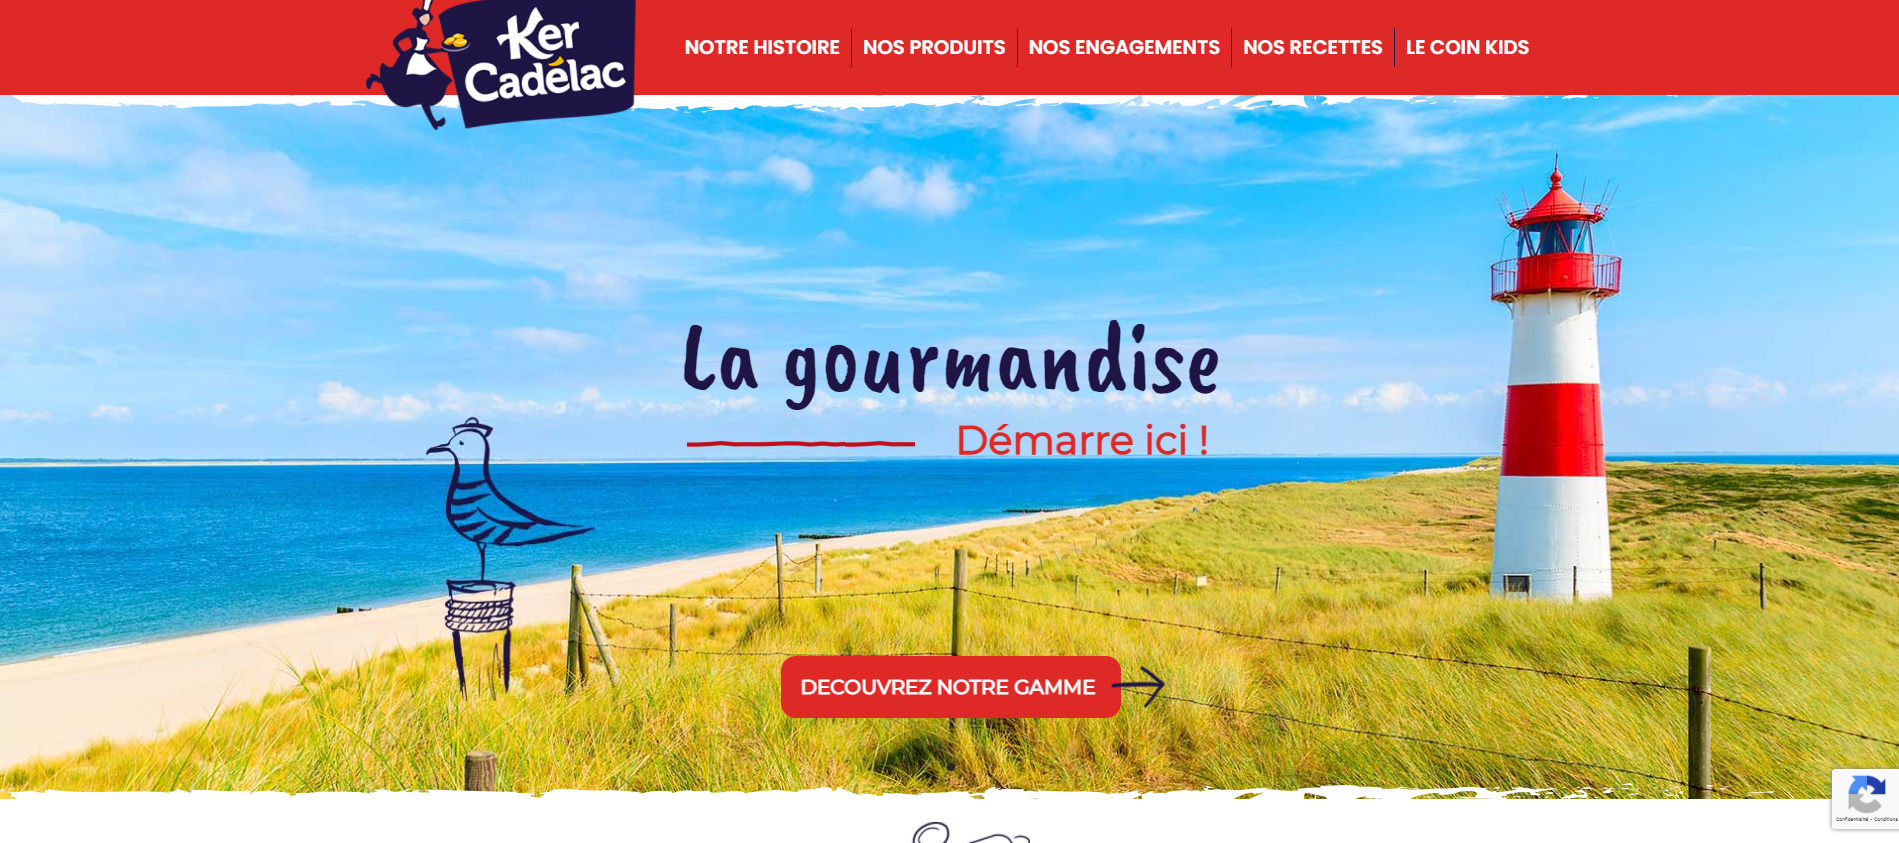 Ker
Cadélac
NOTRE HISTOIRE
NOS PRODUITS
NOS ENGAGEMENTS
NOS RECETTES
LE COIN KIDS
La gourmandise
Démarre ici !
DECOUVREZ NOTRE GAMME
Confidentialité - Conditions